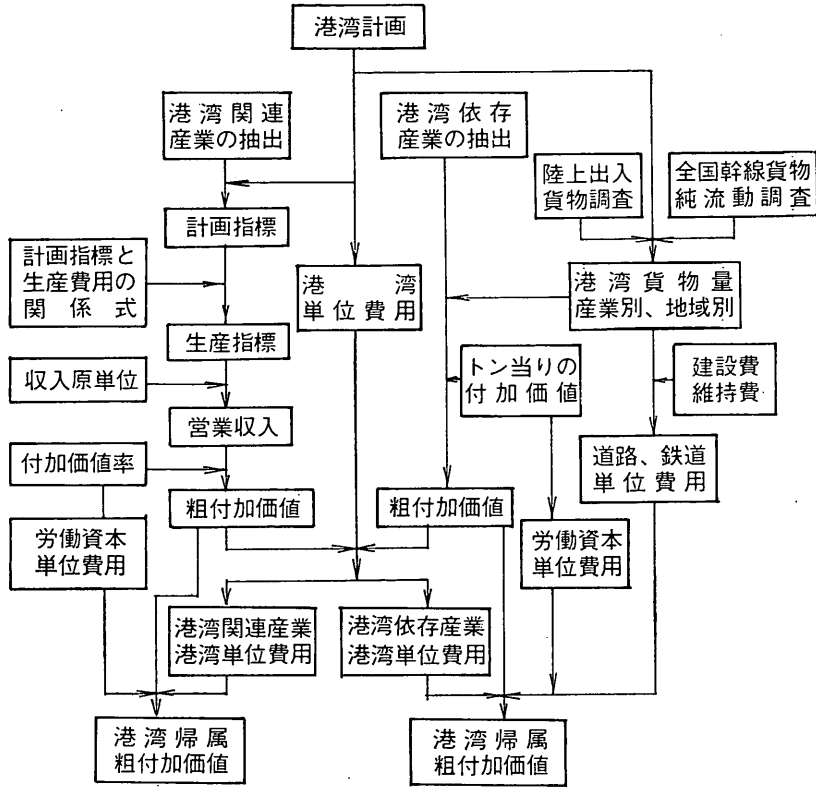 港湾計画
港湾関連
産業の抽出
港湾依存
産業の抽出
陸上出入
貨物調査
全国幹線貨物
純流動調査
計画指標
計画指標と
生産費用の
関係式
港湾
単位費用
港湾貨物量
産業別、地域別
生産指標
収入原単位
トン当りの
付加価値
建設費
維持費
営業収入
付加価値率
道路、鉄道
単位費用
粗付加価値
粗付加価値
労働資本
単位費用
労働資本
単位費用
港湾関連産業
港湾単位費用
港湾依存産業
港湾単位費用
港湾帰属
粗付加価値
港湾帰属
粗付加価値